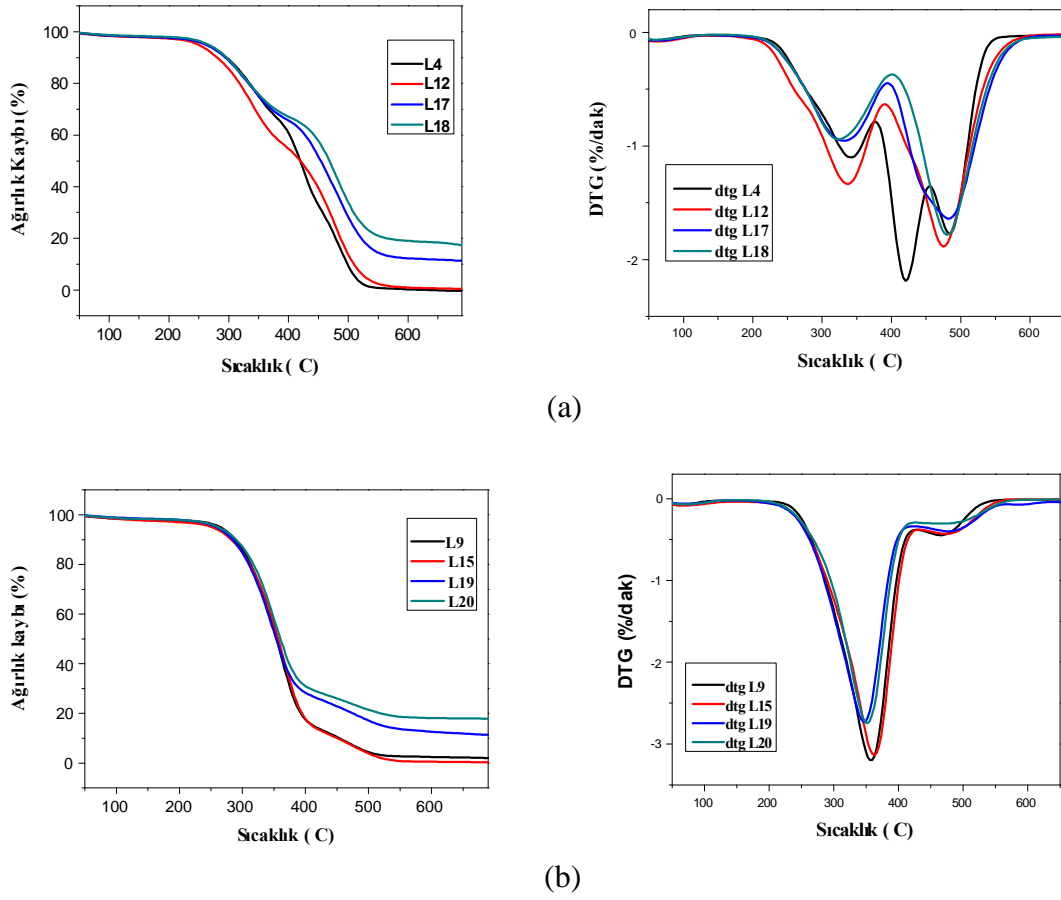 100
80
60
40
20
0
Ağırlık Kaybı (%)
L4
L12
L17
L18
100 200 300 400 500 600
Sıcaklık ( C)
0
-1
-2
DTG (%/dak)
dtg L4
dtg L12
dtg L17
dtg L18
100 200 300 400 500 600
Sıcaklık ( C)
(a)
100
80
60
40
20
0
Ağırlık kaybı (%)
L9
L15
L19
L20
100 200 300 400 500 600
Sıcaklık ( C)
0
-1
-2
-3
DTG (%/dak)
dtg L9
dtg L15
dtg L19
dtg L20
100 200 300 400 500 600
Sıcaklık ( C)
(b)